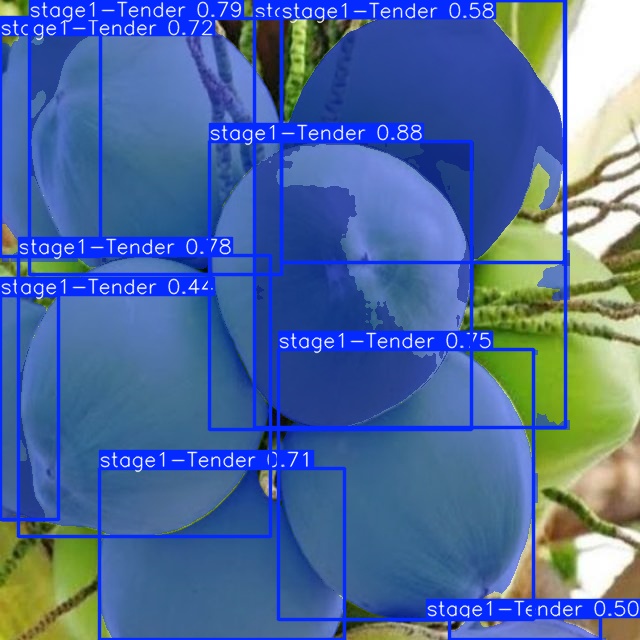 stage1-Tender 0.79
stage1-Tender 0.58
stage1-Tender 0.72
stage1-Tender 0.88
stage1-Tender 0.78
stage1-Tender 0.44
stage1-Tender 0.75
stage1-Tender 0.71
stage1-Tender 0.50